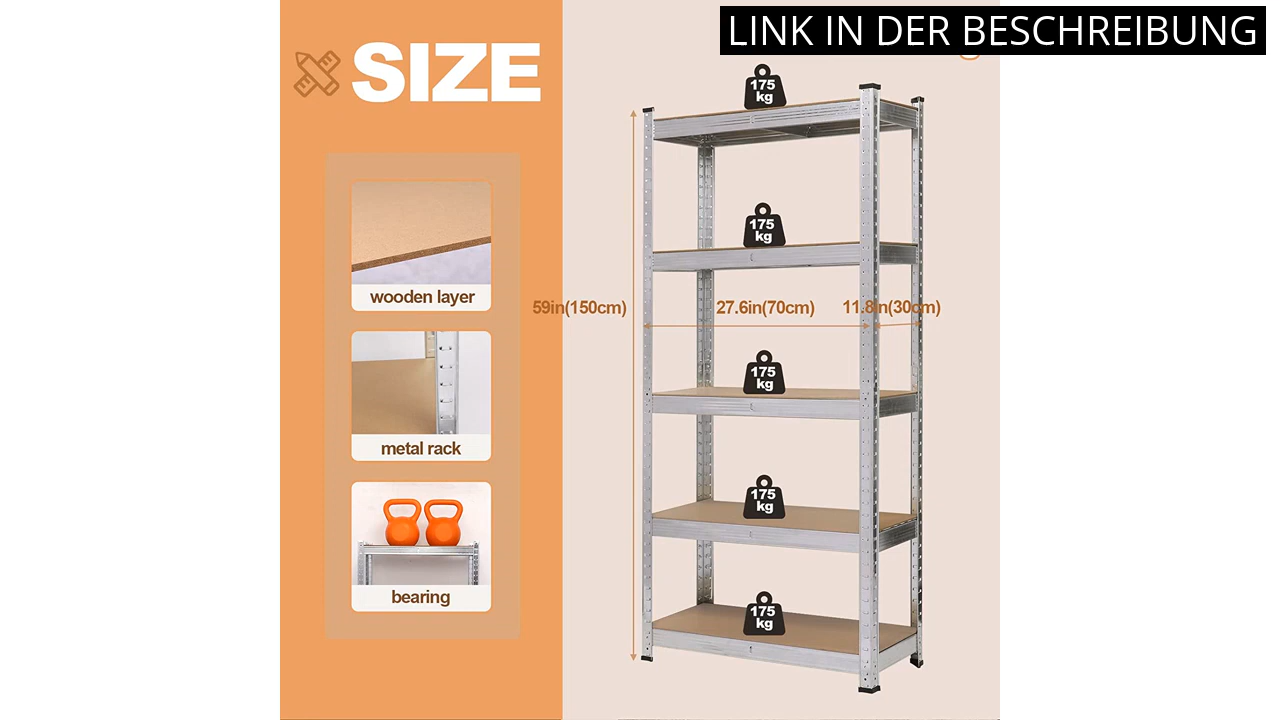 LINK IN DER BESCHREIBUNG
SIZE
wooden layer
metal rack
bearing
175
kg
175
kg
59in(150cm)
27.6in(70cm)
11.8in(30cm)
175
kg
175
kg
175
kg